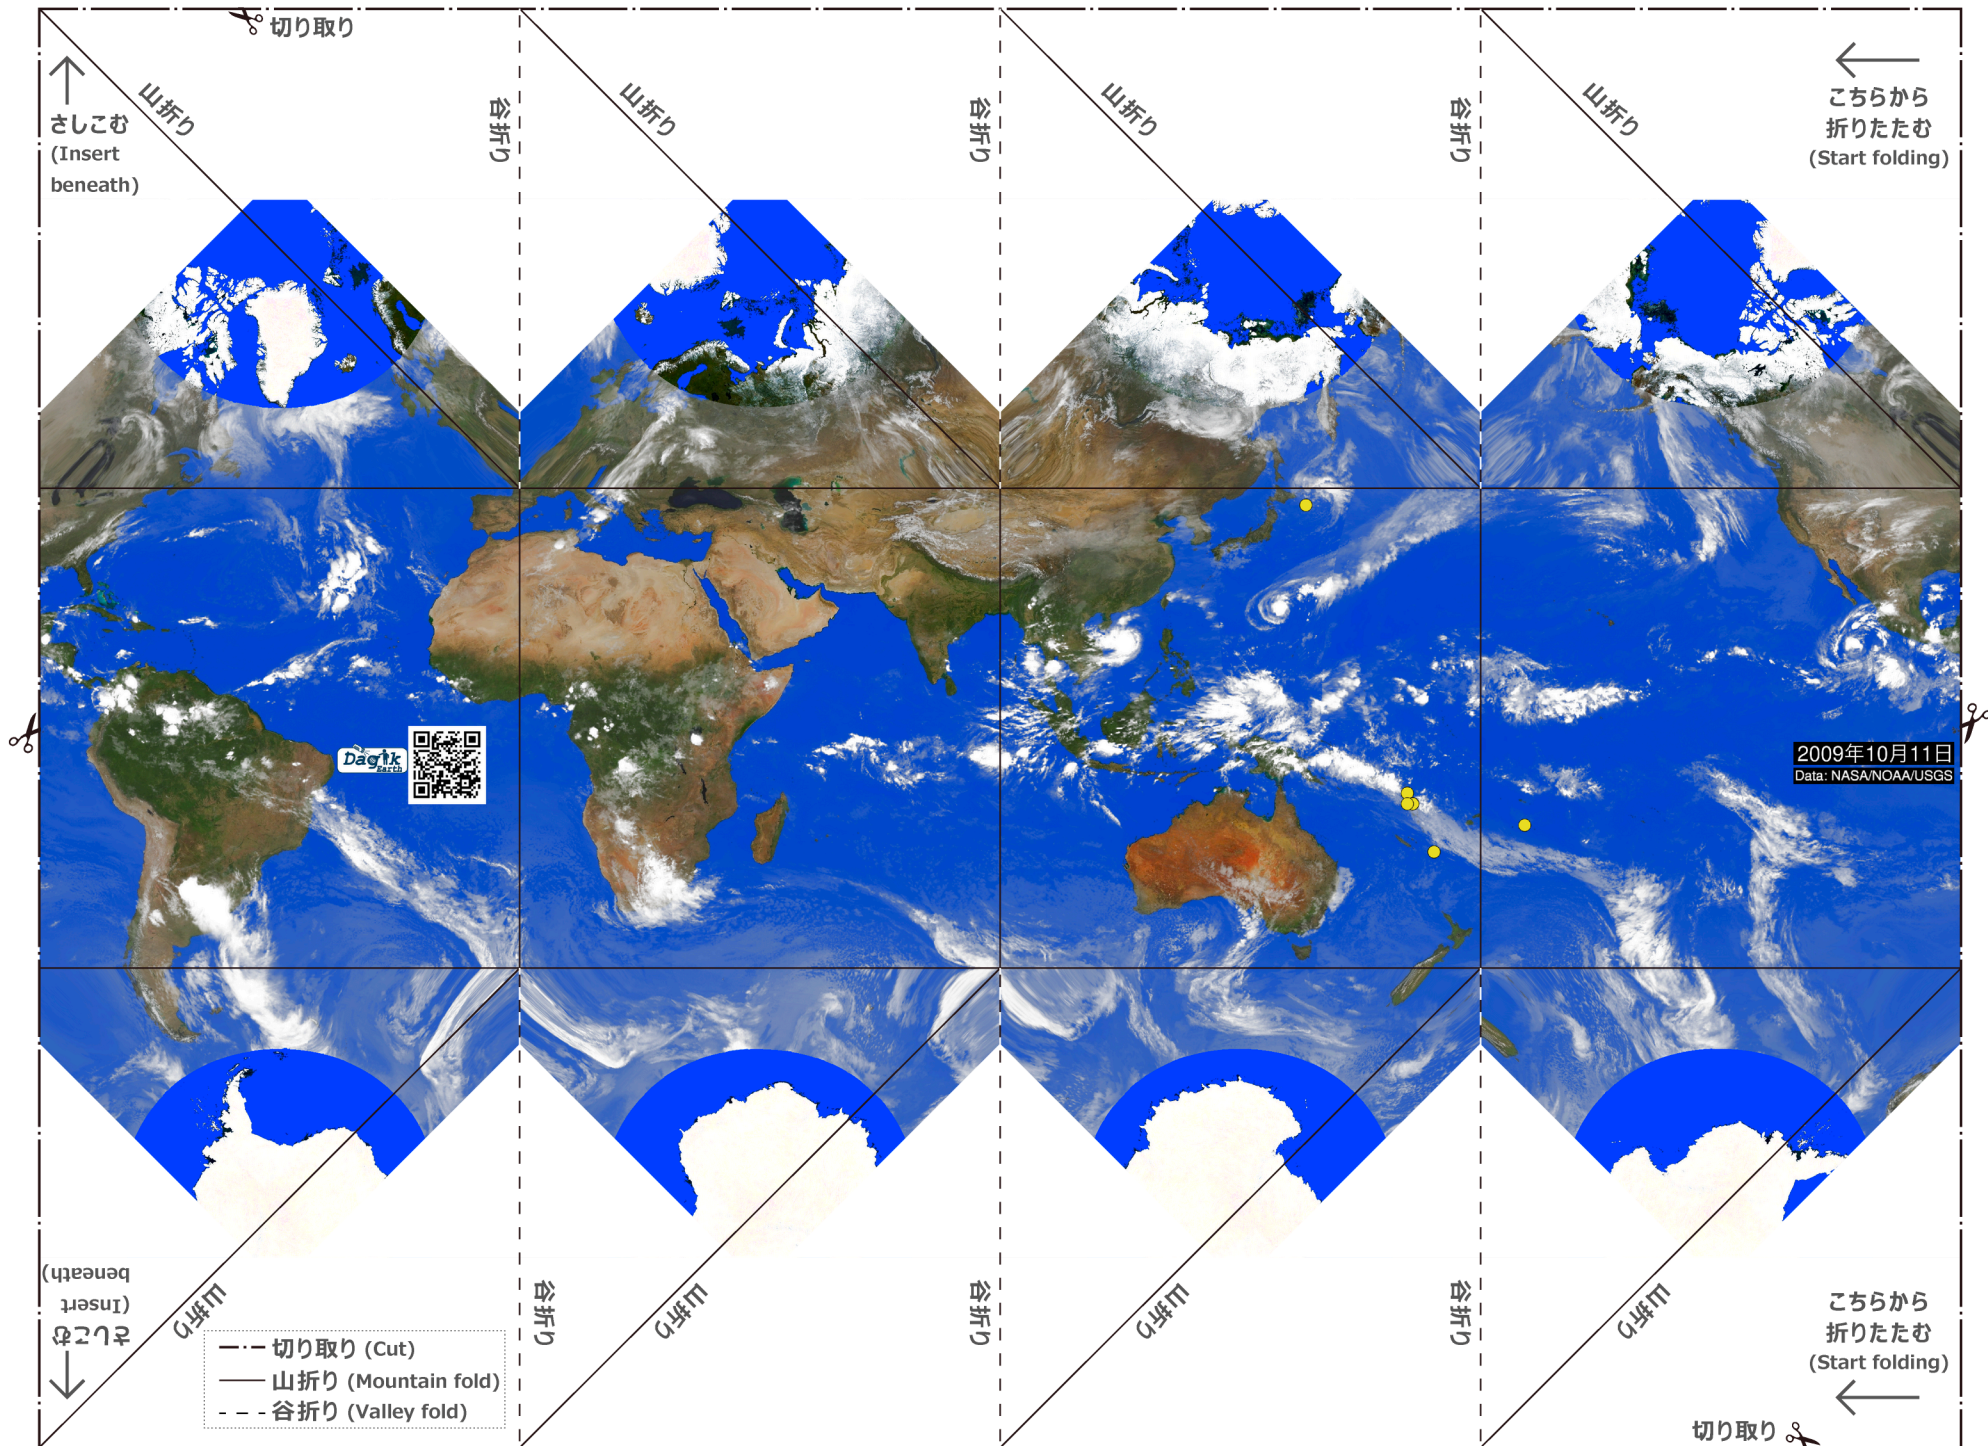 切り取り
さしこむ
(Insert
beneath)
山折り
谷折り
山折り
谷折り
山折り
谷折り
山折り
こちらから
折りたたむ
(Start folding)
Dagik
Earth
2009年10月11日
Data: NASA/NOAA/USGS
さしこむ
(Insert
beneath)
山折り
谷折り
山折り
谷折り
山折り
谷折り
山折り
こちらから
折りたたむ
(Start folding)
切り取り (Cut)
山折り (Mountain fold)
谷折り (Valley fold)
切り取り